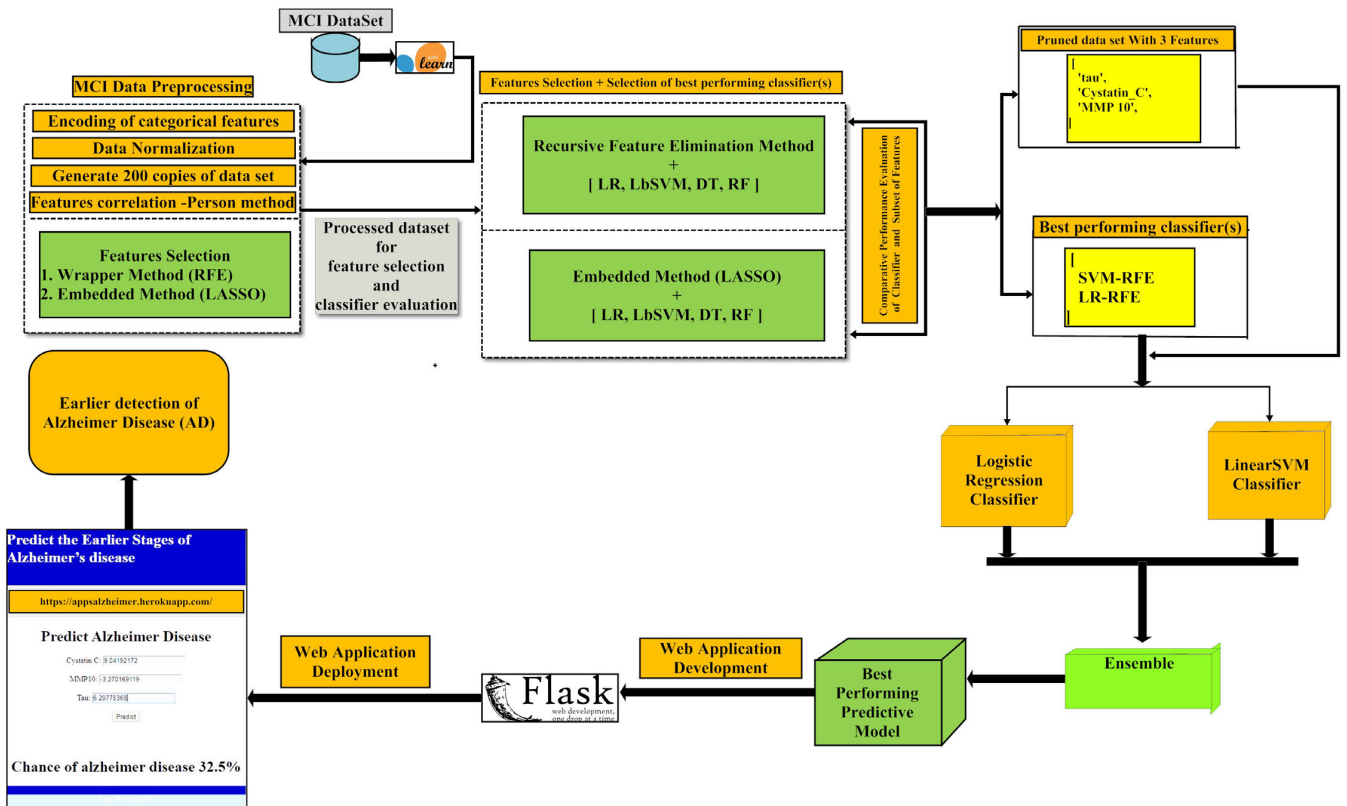 MCI DataSet
learn
MCI Data Preprocessing
Encoding of categorical features
Data Normalization
Generate 200 copies of data set
Features correlation -Person method
Features Selection
1. Wrapper Method (RFE)
2. Embedded Method (LASSO)
Processed dataset
for
feature selection
and
classifier evaluation
Features Selection + Selection of best performing classifier(s)
Recursive Feature Elimination Method
+
[ LR, LbSVM, DT, RF ]
Embedded Method (LASSO)
+
[ LR, LbSVM, DT, RF ]
Comparative Performance Evaluation
of Classifier and Subset of Features
Pruned data set With 3 Features
[
'tau',
'Cystatin_C',
'MMP 10',
]
Best performing classifier(s)
[
SVM-RFE
LR-RFE
]
Logistic
Regression
Classifier
LinearSVM
Classifier
Ensemble
Best
Performing
Predictive
Model
Web Application
Development
Flask
web development,
one drop at a time
Web Application
Deployment
Predict the Earlier Stages of
Alzheimer's disease
https://appsalzheimer.herokuapp.com/
Predict Alzheimer Disease
Cystatin C: 9.04192172
MMP10: -3.270169119
Tau: 6.29775365
Predict
Chance of alzheimer disease 32.5%
Earlier detection of
Alzheimer Disease (AD)